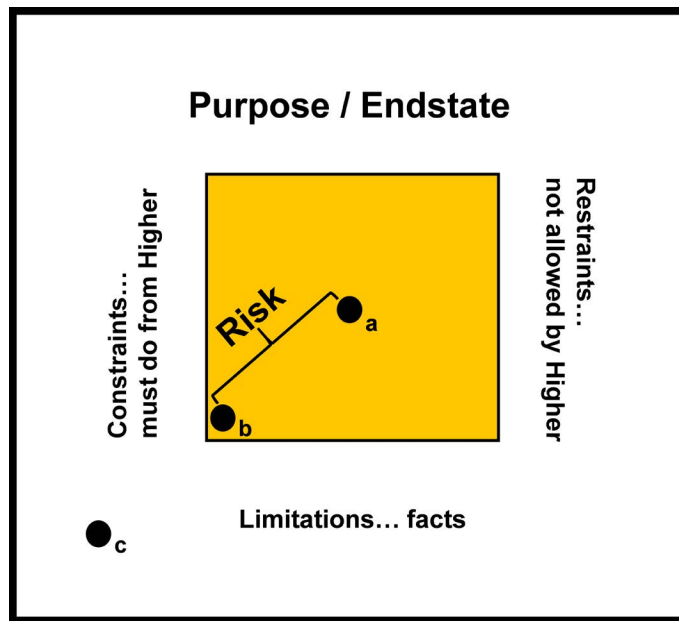 Purpose / Endstate
Constraints…
must do from Higher
Risk
a
b
Restraints…
not allowed by Higher
Limitations… facts
c